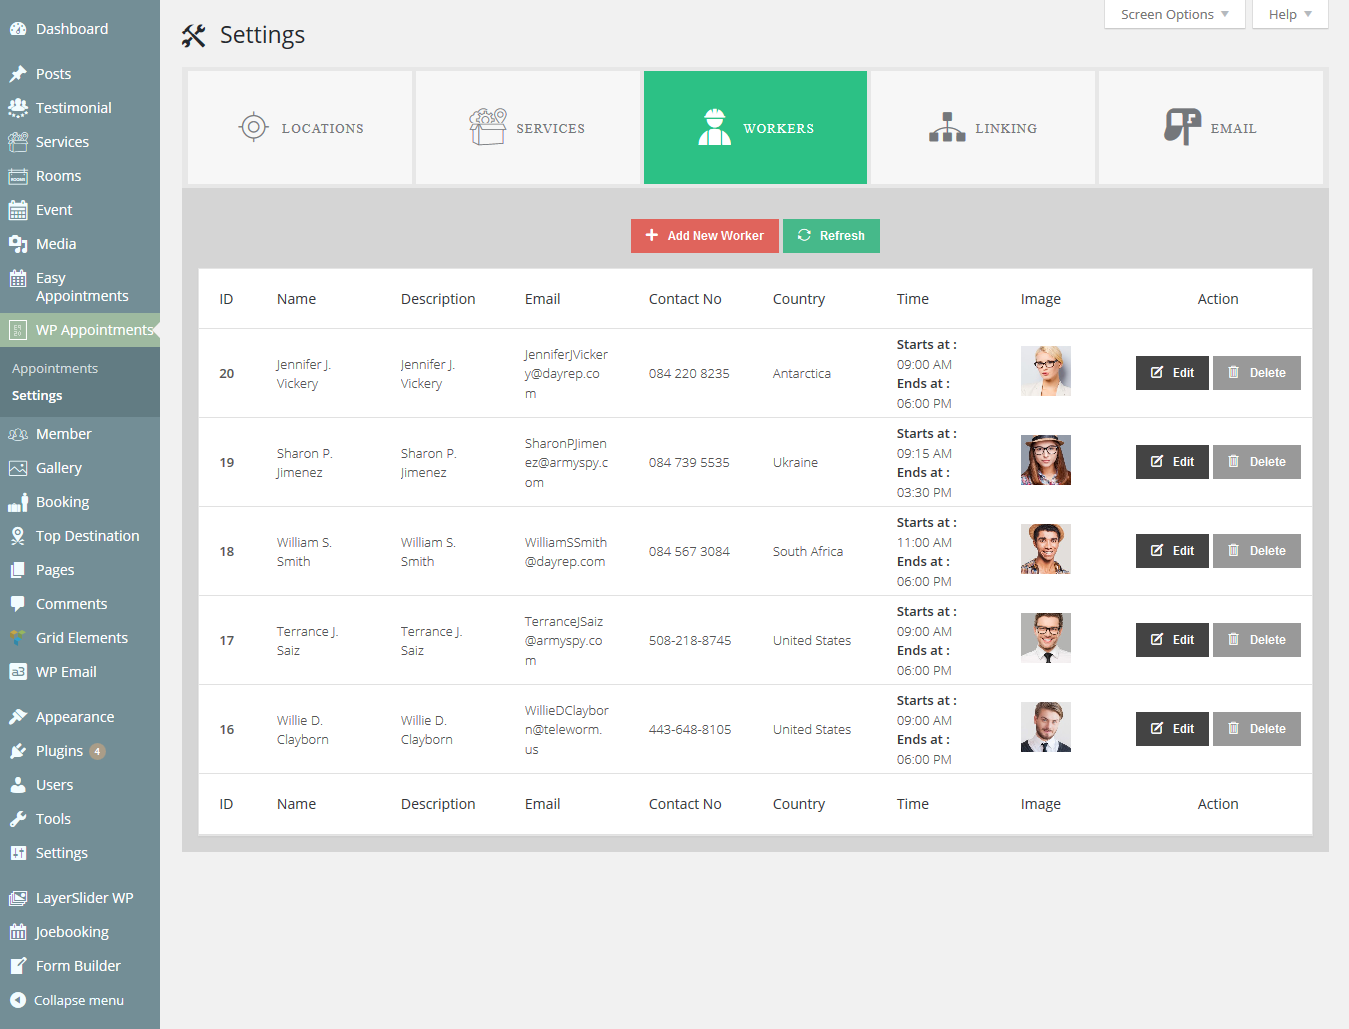 Dashboard
Posts
Testimonial
Services
Rooms
Event
Media
Easy
Appointments
WP Appointments
Appointments
Settings
Member
Gallery
Booking
Top Destination
Pages
Comments
Grid Elements
a3 WP Email
Appearance
Plugins 4
Users
Tools
Settings
LayerSlider WP
Joebooking
Form Builder
Collapse menu
Screen Options
Help
Settings
LOCATIONS
SERVICES
WORKERS
LINKING
EMAIL
Add New Worker
Refresh
ID Name Description Email Contact No Country Time Image Action
20
Jennifer J.
Vickery
Jennifer J.
Vickery
JenniferJVicker
y@dayrep.co
m
084 220 8235
Antarctica
Starts at :
09:00 AM
Ends at :
06:00 PM
Edit
Delete
19
Sharon P.
Jimenez
Sharon P.
Jimenez
SharonPJimen
ez@armyspy.c
om
084 739 5535
Ukraine
Starts at :
09:15 AM
Ends at :
03:30 PM
Edit
Delete
18
William S.
Smith
William S.
Smith
WilliamSSmith
@dayrep.com
084 567 3084
South Africa
Starts at :
11:00 AM
Ends at :
06:00 PM
Edit
Delete
17
Terrance J.
Saiz
Terrance J.
Saiz
TerranceJSaiz
@armyspy.co
m
508-218-8745
United States
Starts at :
09:00 AM
Ends at :
06:00 PM
Edit
Delete
16
Willie D.
Clayborn
Willie D.
Clayborn
WillieDClaybor
n@teleworm.
us
443-648-8105
United States
Starts at :
09:00 AM
Ends at :
06:00 PM
Edit
Delete
ID Name Description Email Contact No Country Time Image Action